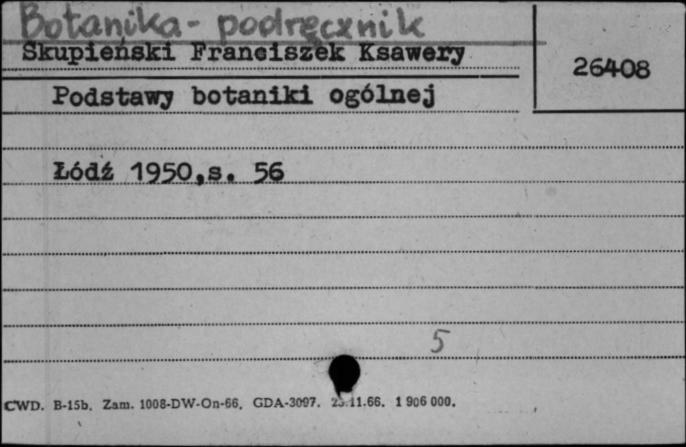 Botanika - podręcznik
Skupieński Franciszek Ksawery
26408
Podstawy botaniki ogólnej
Łódź 1950,s. 56
5
CWD. B-15b. Zam. 1008-DW-On-66. GDA-3097. 25.11.66. 1 906 000.